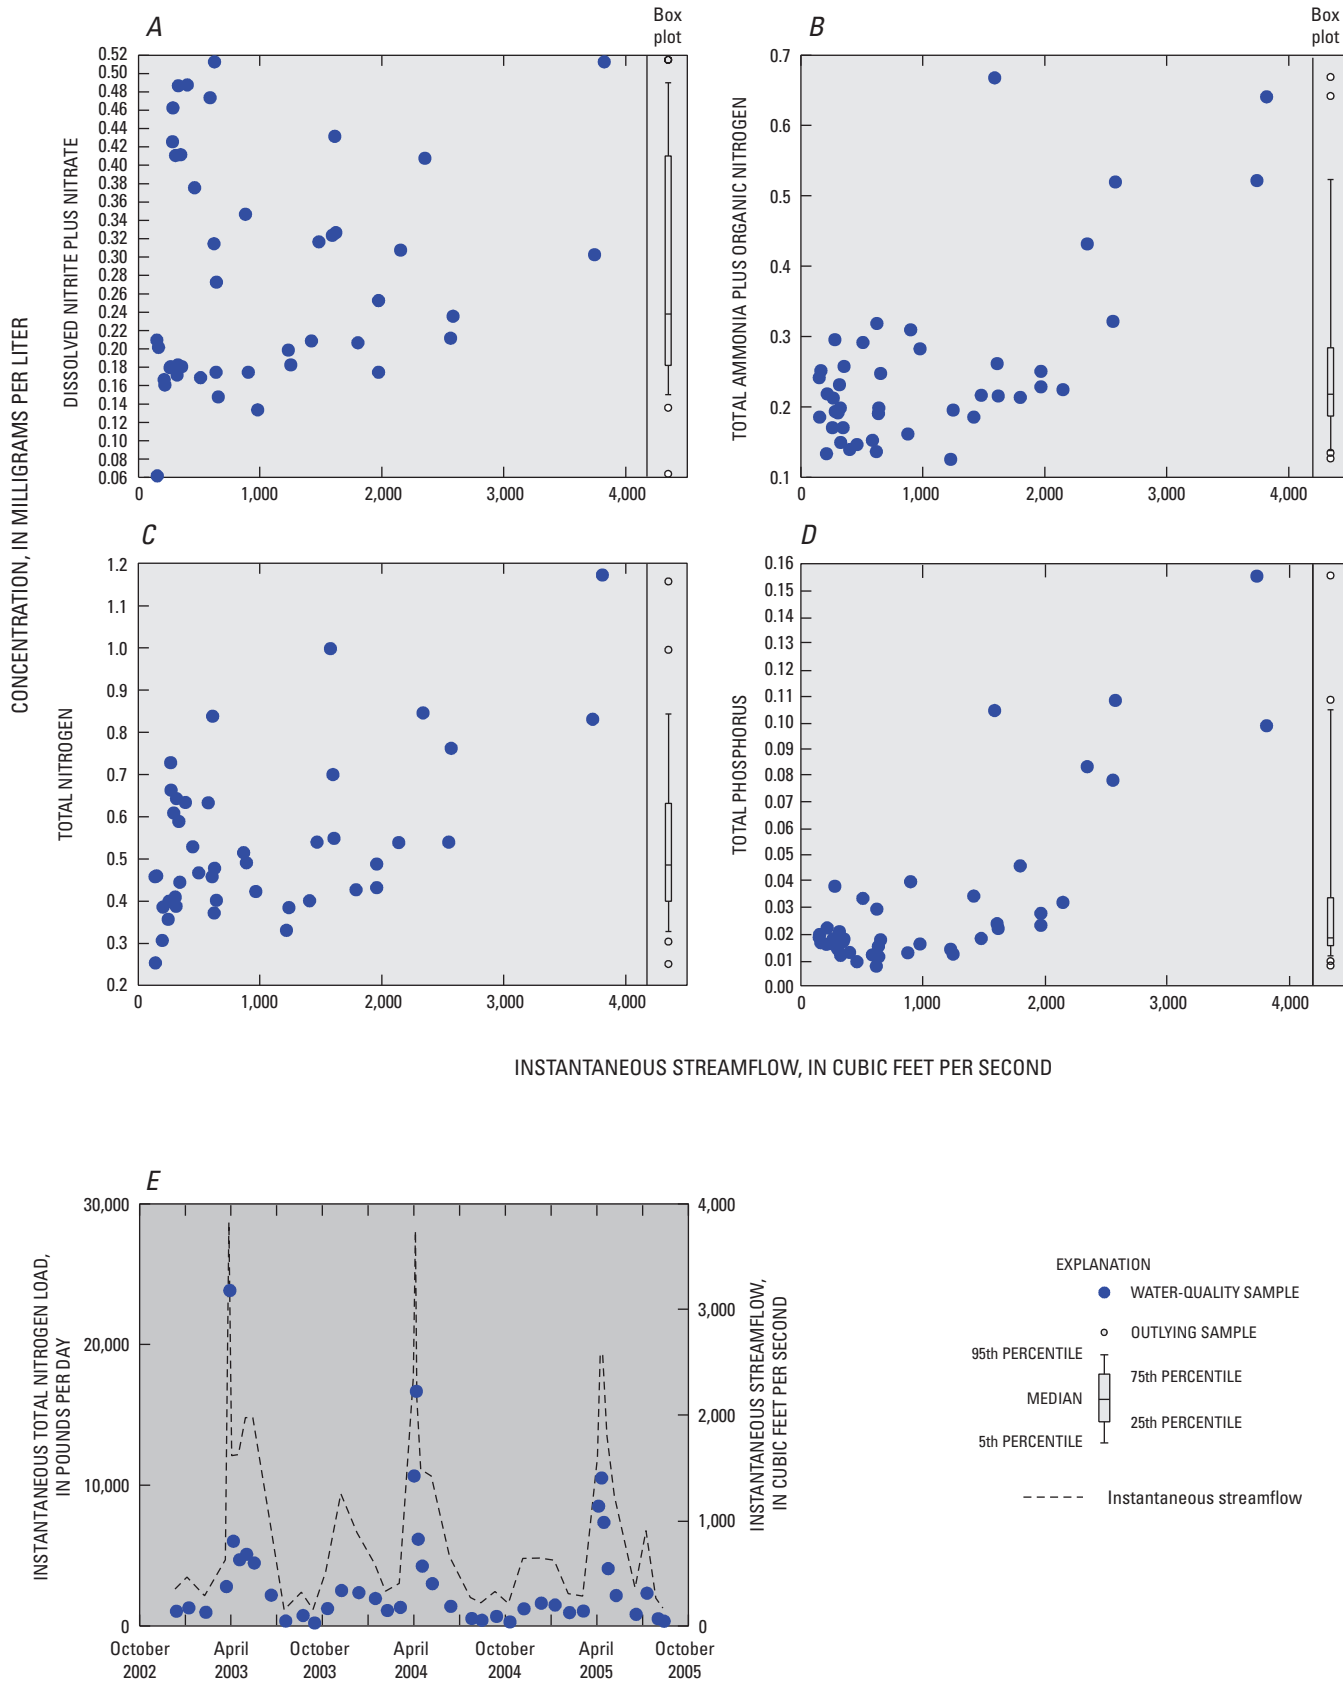 A
Box
plot
0.52
0.52
0.50
0.48
0.46
0.44
0.42
0.40
0.38
0.36
0.34
0.32
0.30
0.28
0.24
0.22
0.20
0.18
0.16
0.14
0.12
0.10
0.08
0.06
DISSOLVED NITRITE PLUS NITRATE
0
1,000
2,000
3,000
4,000
B
Box
plot
0.7
0.6
0.5
0.4
0.3
0.2
0.1
TOTAL AMMONIA PLUS ORGANIC NITROGEN
0
1,000
2,000
3,000
4,000
CONCENTRATION, IN MILLIGRAMS PER LITER
C
1.2
1.1
1.0
0.9
0.8
0.7
0.6
0.5
0.4
0.3
0.2
TOTAL NITROGEN
0
1,000
2,000
3,000
4,000
D
0.16
0.15
0.14
0.13
0.12
0.11
0.10
0.09
0.08
0.07
0.06
0.05
0.04
0.03
0.02
0.01
0.00
TOTAL PHOSPHORUS
0
1,000
2,000
3,000
4,000
INSTANTANEOUS STREAMFLOW, IN CUBIC FEET PER SECOND
E
30,000
20,000
10,000
0
INSTANTANEOUS TOTAL NITROGEN LOAD,
IN POUNDS PER DAY
4,000
3,000
2,000
1,000
0
INSTANTANEOUS STREAMFLOW,
IN CUBIC FEET PER SECOND
October
2002
April
2003
October
2003
April
2004
October
2004
April
2005
October
2005
EXPLANATION
WATER-QUALITY SAMPLE
OUTLYING SAMPLE
95th PERCENTILE
75th PERCENTILE
MEDIAN
25th PERCENTILE
5th PERCENTILE
Instantaneous streamflow